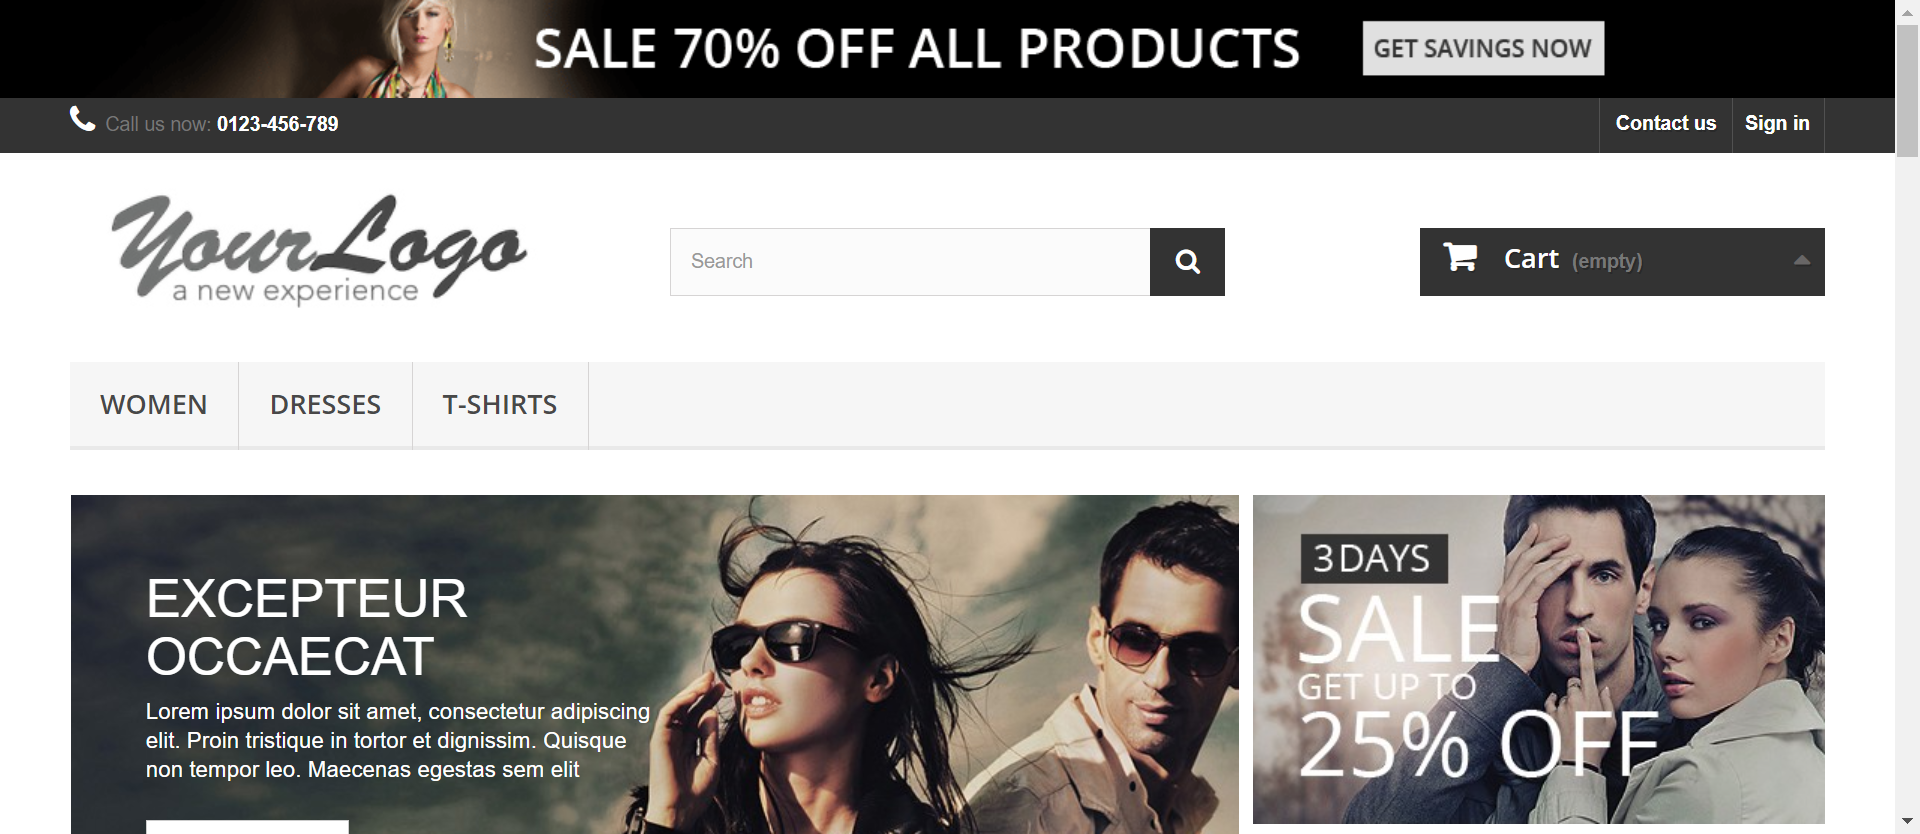 SALE 70% OFF ALL PRODUCTS
GET SAVINGS NOW
Call us now: 0123-456-789
Contact us
Sign in
Your Logo
a new experience
Search
Cart (empty)
WOMEN
DRESSES
T-SHIRTS
EXCEPTEUR
OCCAECAT
Lorem ipsum dolor sit amet, consectetur adipiscing
elit. Proin tristique in tortor et dignissim. Quisque
non tempor leo. Maecenas egestas sem elit
3 DAYS
SALE
GET UP TO
25% OFF